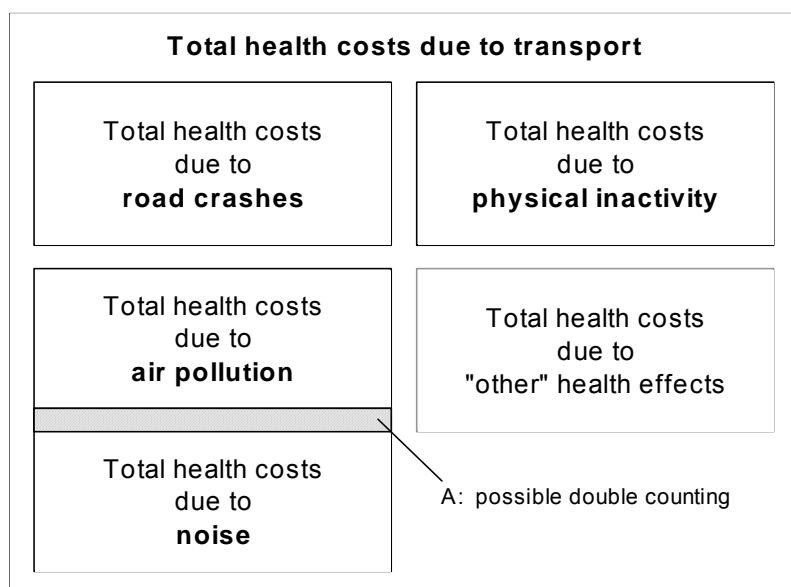 Total health costs due to transport
Total health costs
due to
road crashes
Total health costs
due to
physical inactivity
Total health costs
due to
air pollution
Total health costs
due to
"other" health effects
Total health costs
due to
noise
A: possible double counting